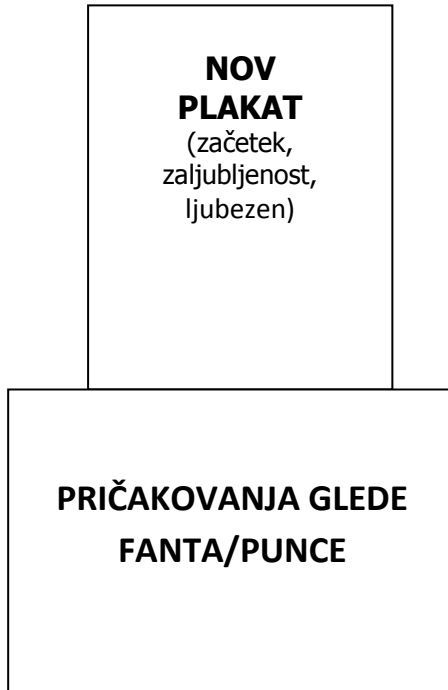 NOV
PLAKAT
(začetek,
zaljubljenost,
ljubezen)
PRIČAKOVANJA GLEDE
FANTA/PUNCE